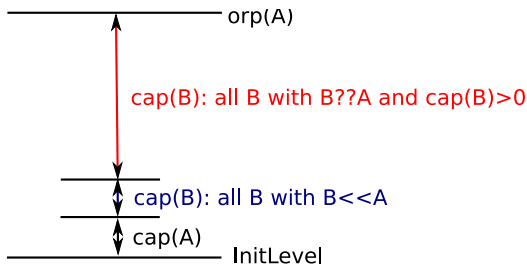 orp(A)
cap(B): all B with B??A and cap(B)>0
cap(B): all B with B<<A
cap(A)
InitLevel